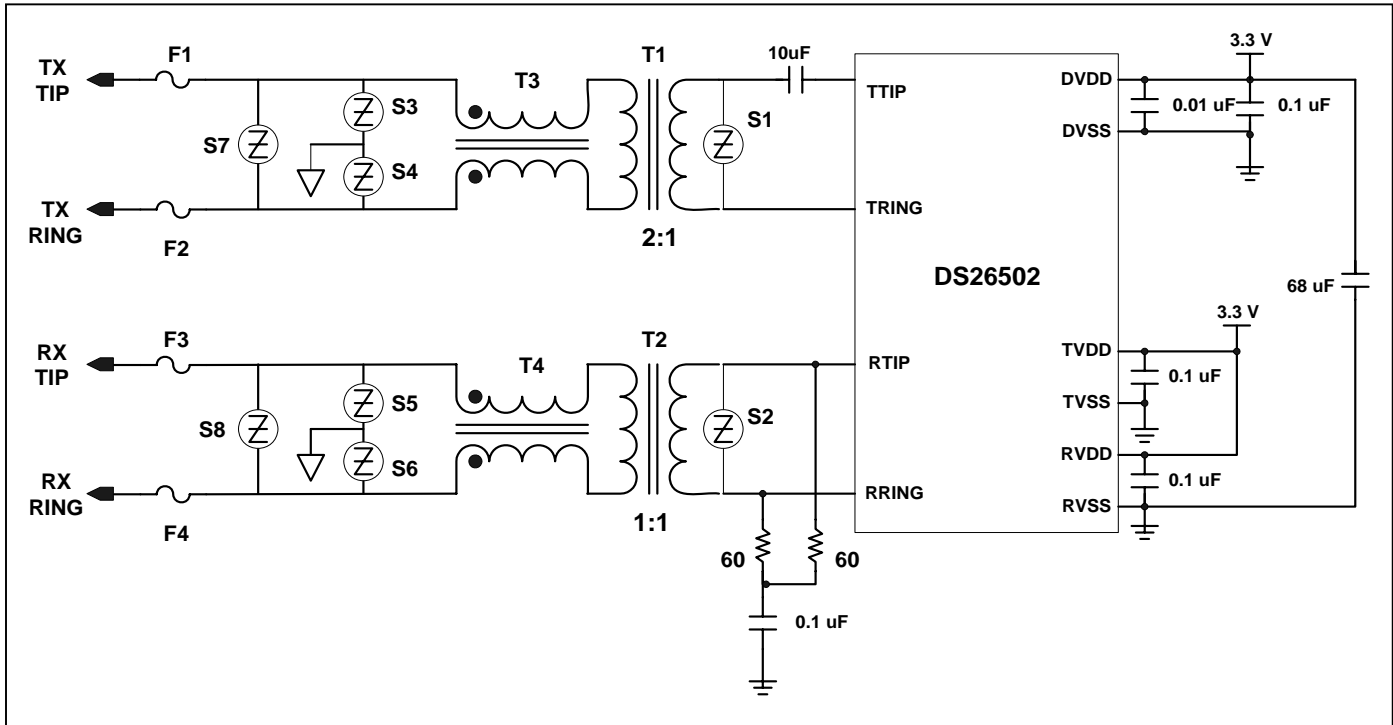 TX
TIP
F1
S7
S3
S4
T3
T1
2:1
S1
10uF
TX
RING
F2
TTIP
TRING
DS26502
DVDD
DVSS
0.01 uF
3.3 V
0.1 uF
68 uF
RX
TIP
F3
S8
S5
S6
T4
T2
1:1
S2
RX
RING
F4
RTIP
RRING
60
60
0.1 uF
3.3 V
TVDD
0.1 uF
TVSS
RVDD
0.1 uF
RVSS